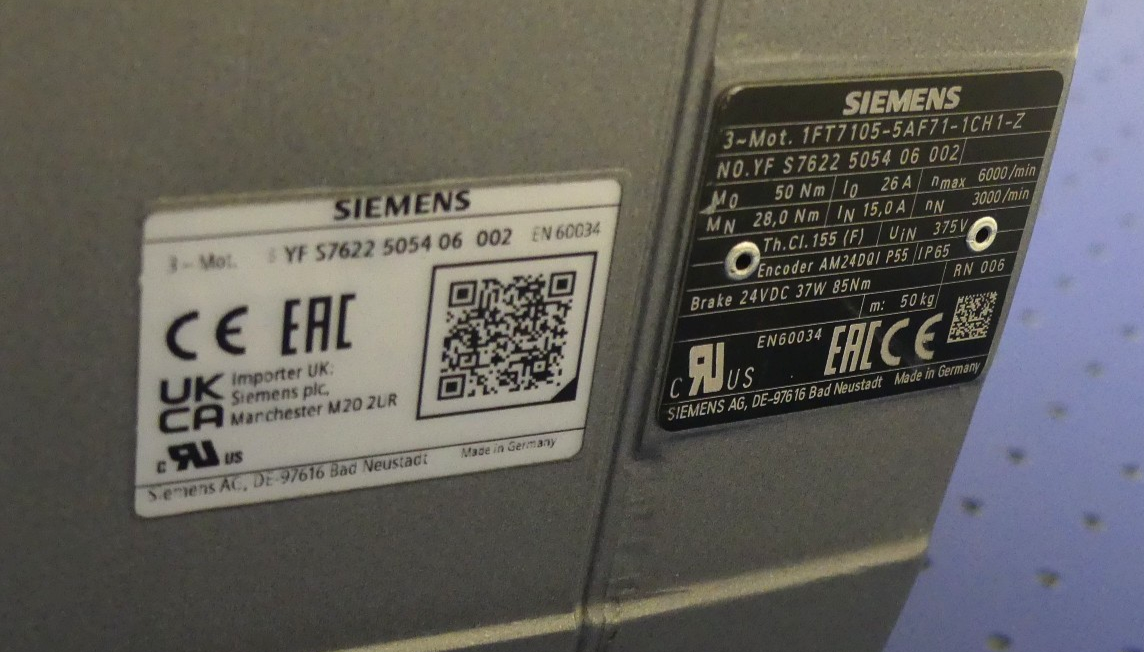 SIEMENS
3~Mot. YF S7622 5054 06 002 EN 60034
CE EAC
UK CA
Importer UK:
Siemens plc,
Manchester M20 2UR
c RU US
Siemens AG, DE-97616 Bad Neustadt Made in Germany
SIEMENS
3~Mot. 1FT7105-5AF71-1CH1-Z
NO.YF S7622 5054 06 002
M0 50 Nm I0 26 A nmax 6000/min
MN 28,0 Nm IN 15,0 A nN 3000/min
Th.Cl.155 (F) UiN 375V
Encoder AM24DQI P55 IP65
Brake 24VDC 37W 85Nm RN 006
m: 50kg
EN60034 EAC CE
c RU US
SIEMENS AG, DE-97616 Bad Neustadt Made in Germany